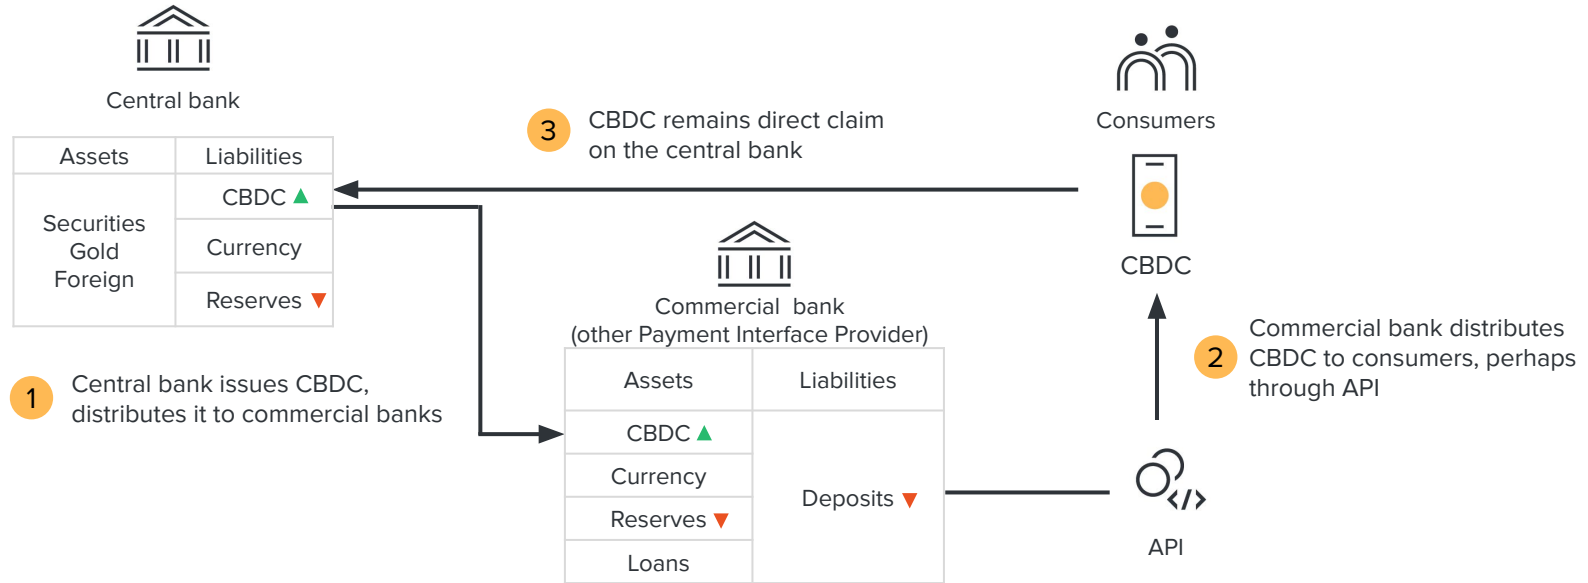 Central bank
Assets
Liabilities
Securities
Gold
Foreign
CBDC
Currency
Reserves
1
Central bank issues CBDC,
distributes it to commercial banks
3
CBDC remains direct claim
on the central bank
Commercial bank
(other Payment Interface Provider)
Assets
Liabilities
CBDC
Currency
Reserves
Loans
Deposits
Consumers
CBDC
2
Commercial bank distributes
CBDC to consumers, perhaps
through API
</>
API